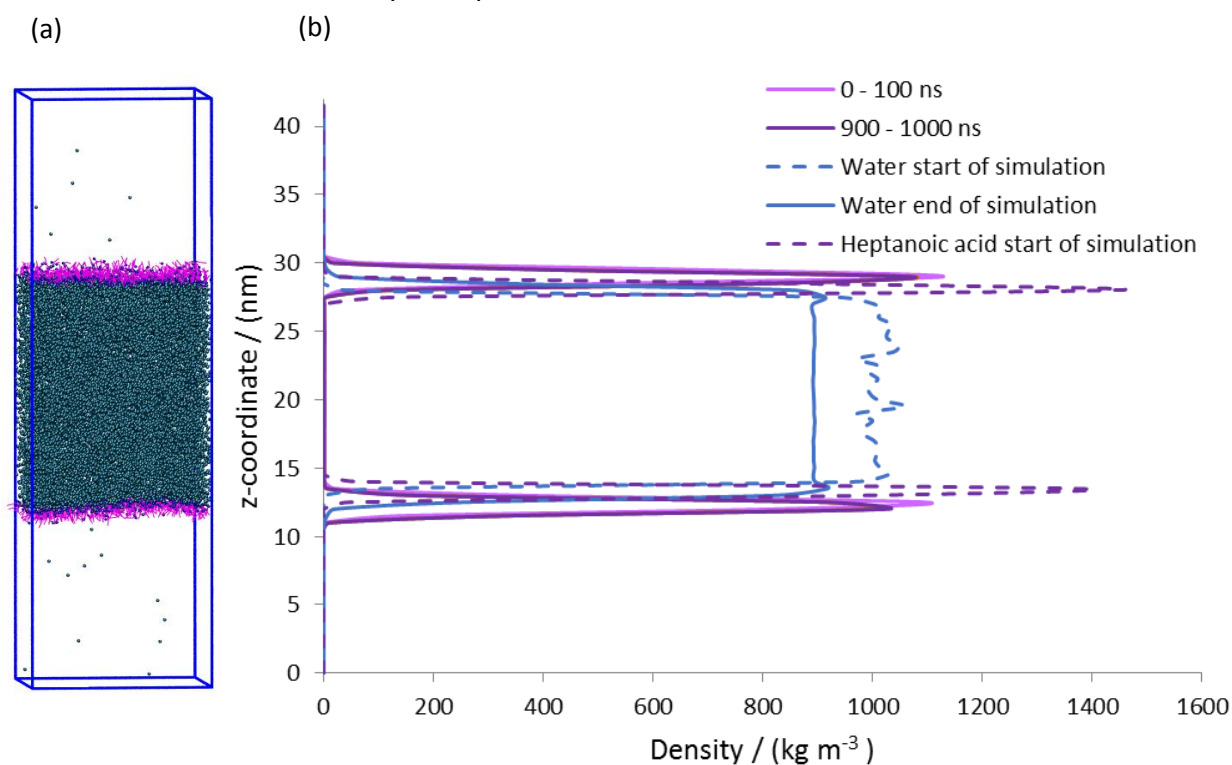 (a)
(b)
0 - 100 ns
900 - 1000 ns
Water start of simulation
Water end of simulation
Heptanoic acid start of simulation
z-coordinate / (nm)
40
35
30
25
20
15
10
5
0
0 200 400 600 800 1000 1200 1400 1600
Density / (kg m⁻³ )